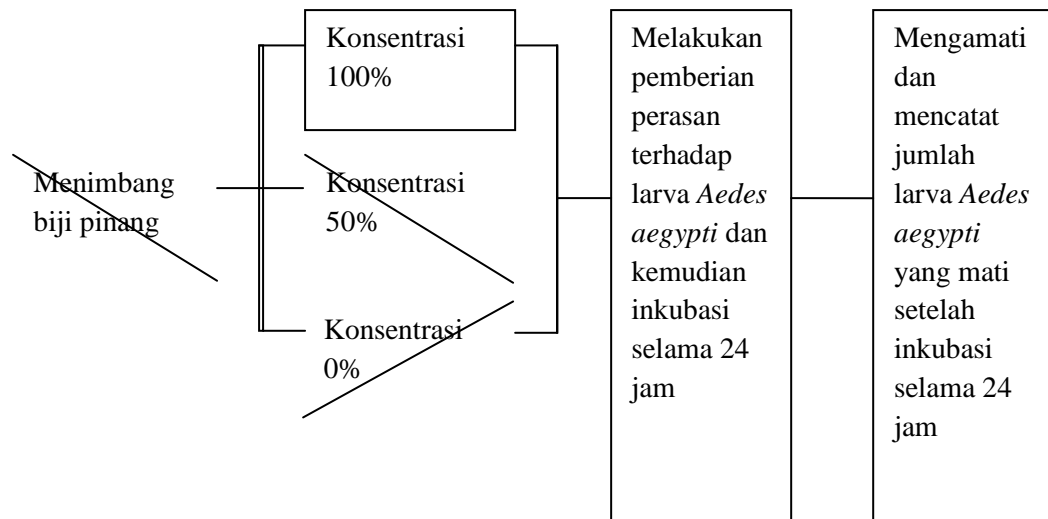 Menimbang
biji pinang
Konsentrasi
100%
Konsentrasi
50%
Konsentrasi
0%
Melakukan
pemberian
perasan
terhadap
larva Aedes
aegypti dan
kemudian
inkubasi
selama 24
jam
Mengamati
dan
mencatat
jumlah
larva Aedes
aegypti
yang mati
setelah
inkubasi
selama 24
jam